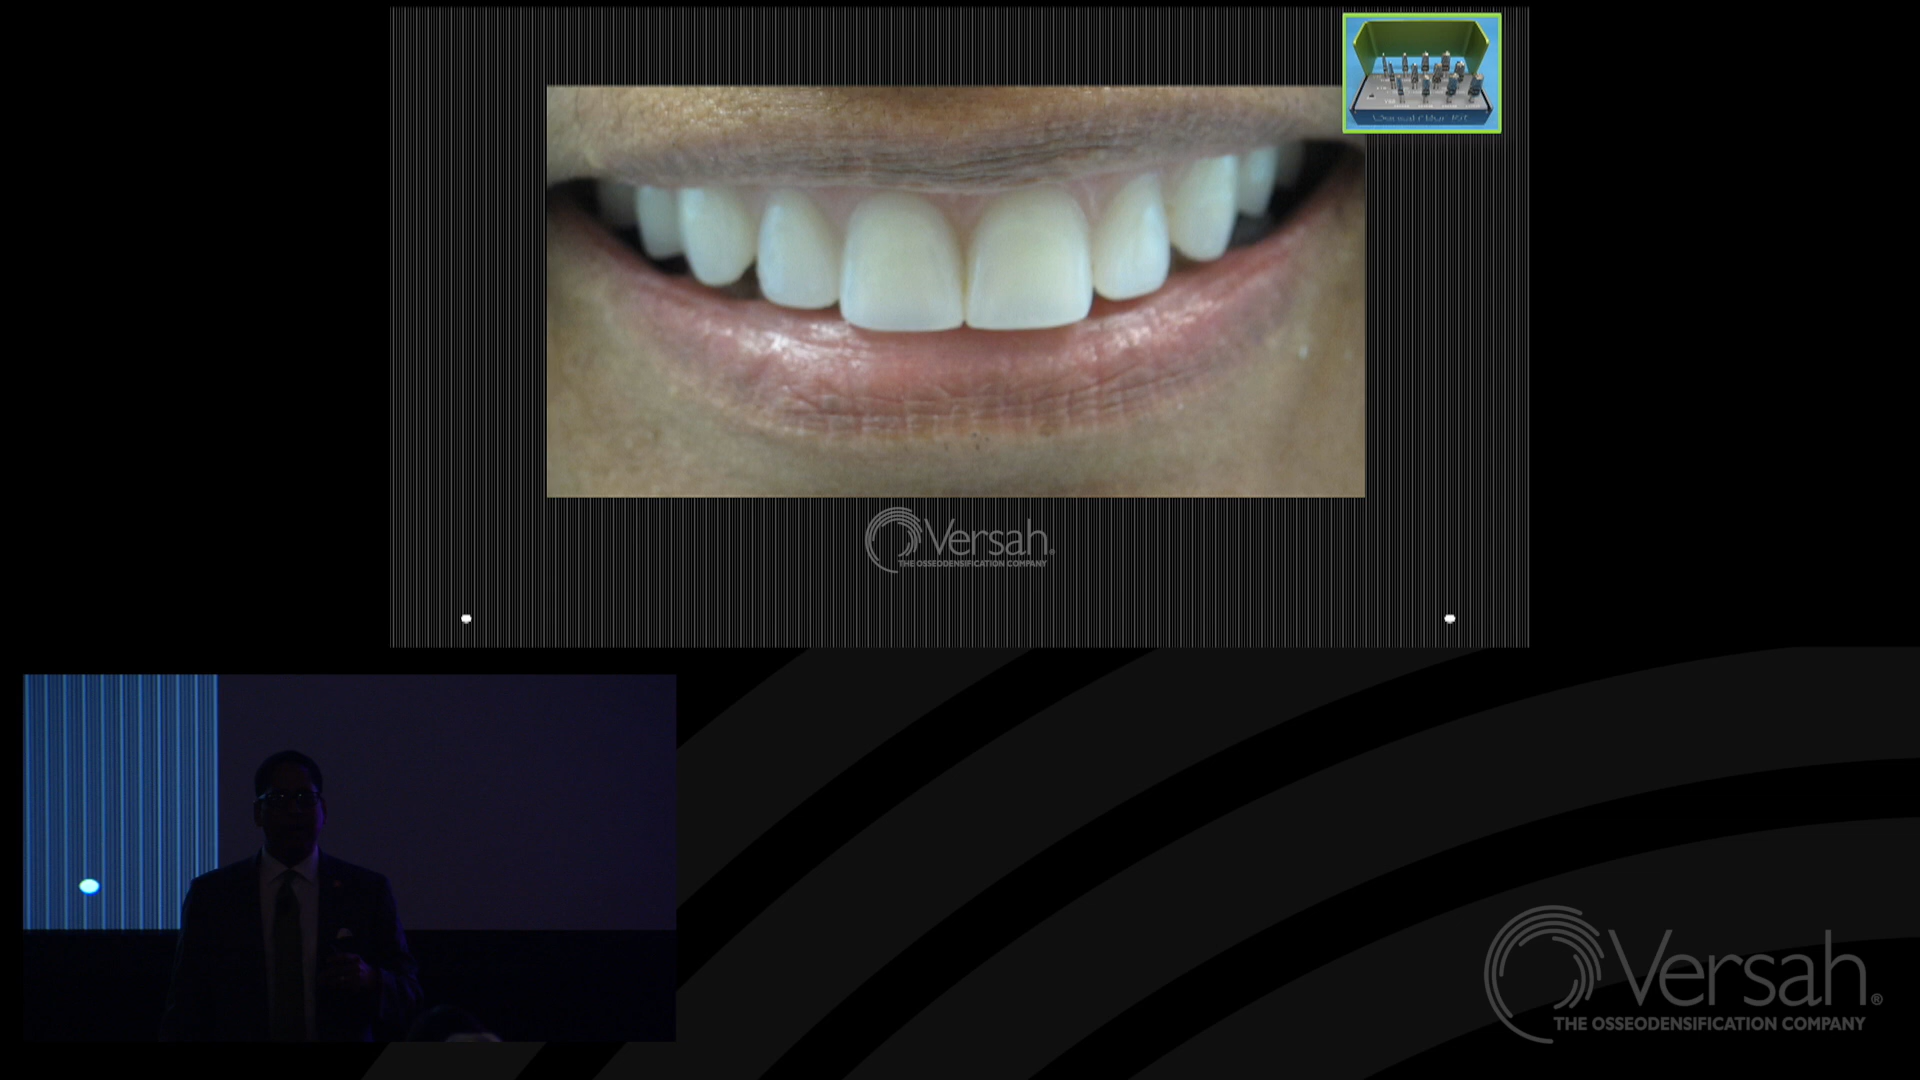 Versah®
THE OSSEODENSIFICATION COMPANY
Versah®
THE OSSEODENSIFICATION COMPANY